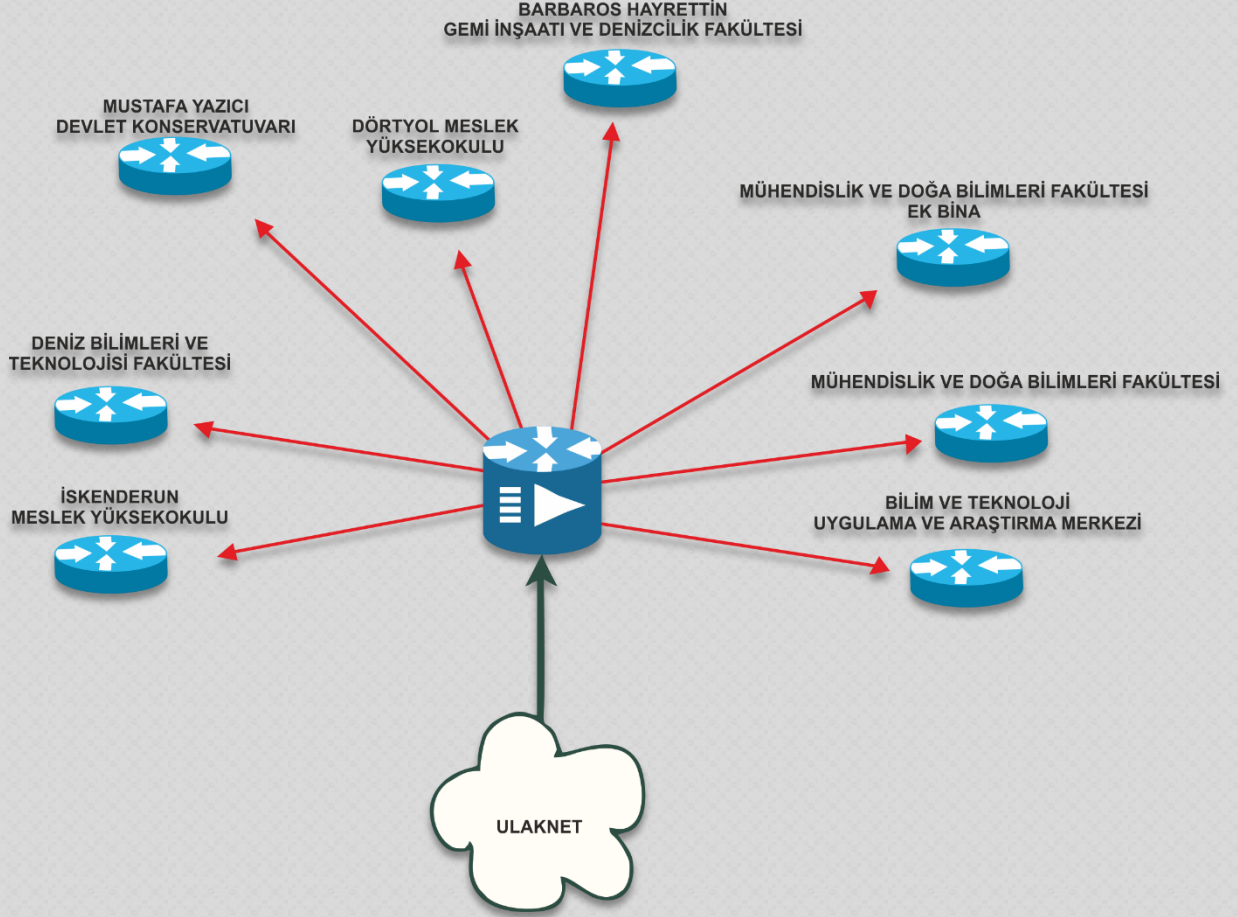 BARBAROS HAYRETTİN
GEMİ İNŞAATI VE DENİZCİLİK FAKÜLTESİ
MUSTAFA YAZICI
DEVLET KONSERVATUVARI
DÖRTYOL MESLEK
YÜKSEKOKULU
MÜHENDİSLİK VE DOĞA BİLİMLERİ FAKÜLTESİ
EK BİNA
DENİZ BİLİMLERİ VE
TEKNOLOJİSİ FAKÜLTESİ
MÜHENDİSLİK VE DOĞA BİLİMLERİ FAKÜLTESİ
İSKENDERUN
MESLEK YÜKSEKOKULU
BİLİM VE TEKNOLOJİ
UYGULAMA VE ARAŞTIRMA MERKEZİ
ULAKNET